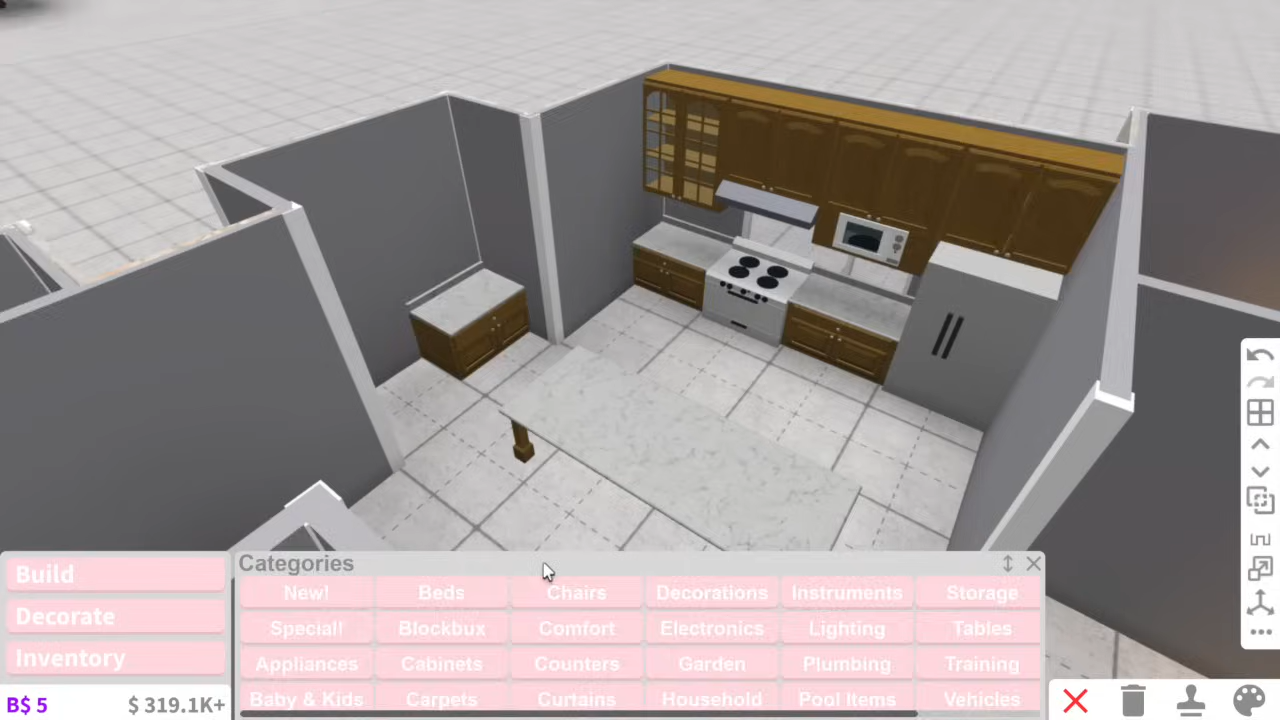 Categories
New! Beds Chairs Decorations Instruments Storage
Special! Blockbux Comfort Electronics Lighting Tables
Appliances Cabinets Counters Garden Plumbing Training
Baby & Kids Carpets Curtains Household Pool Items Vehicles
Build
Decorate
Inventory
B$ 5 $ 319.1K+